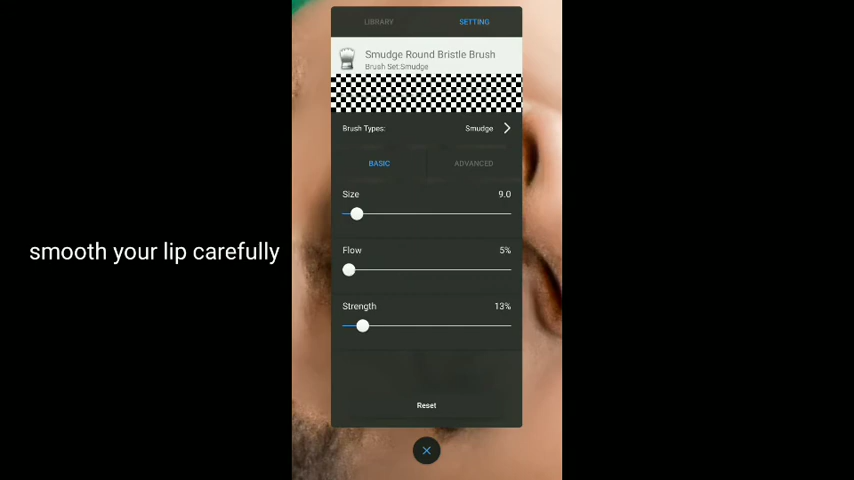 LIBRARY SETTING
Smudge Round Bristle Brush
Brush Set:Smudge
Brush Types: Smudge
BASIC ADVANCED
Size 9.0
smooth your lip carefully
Flow 5%
Strength 13%
Reset